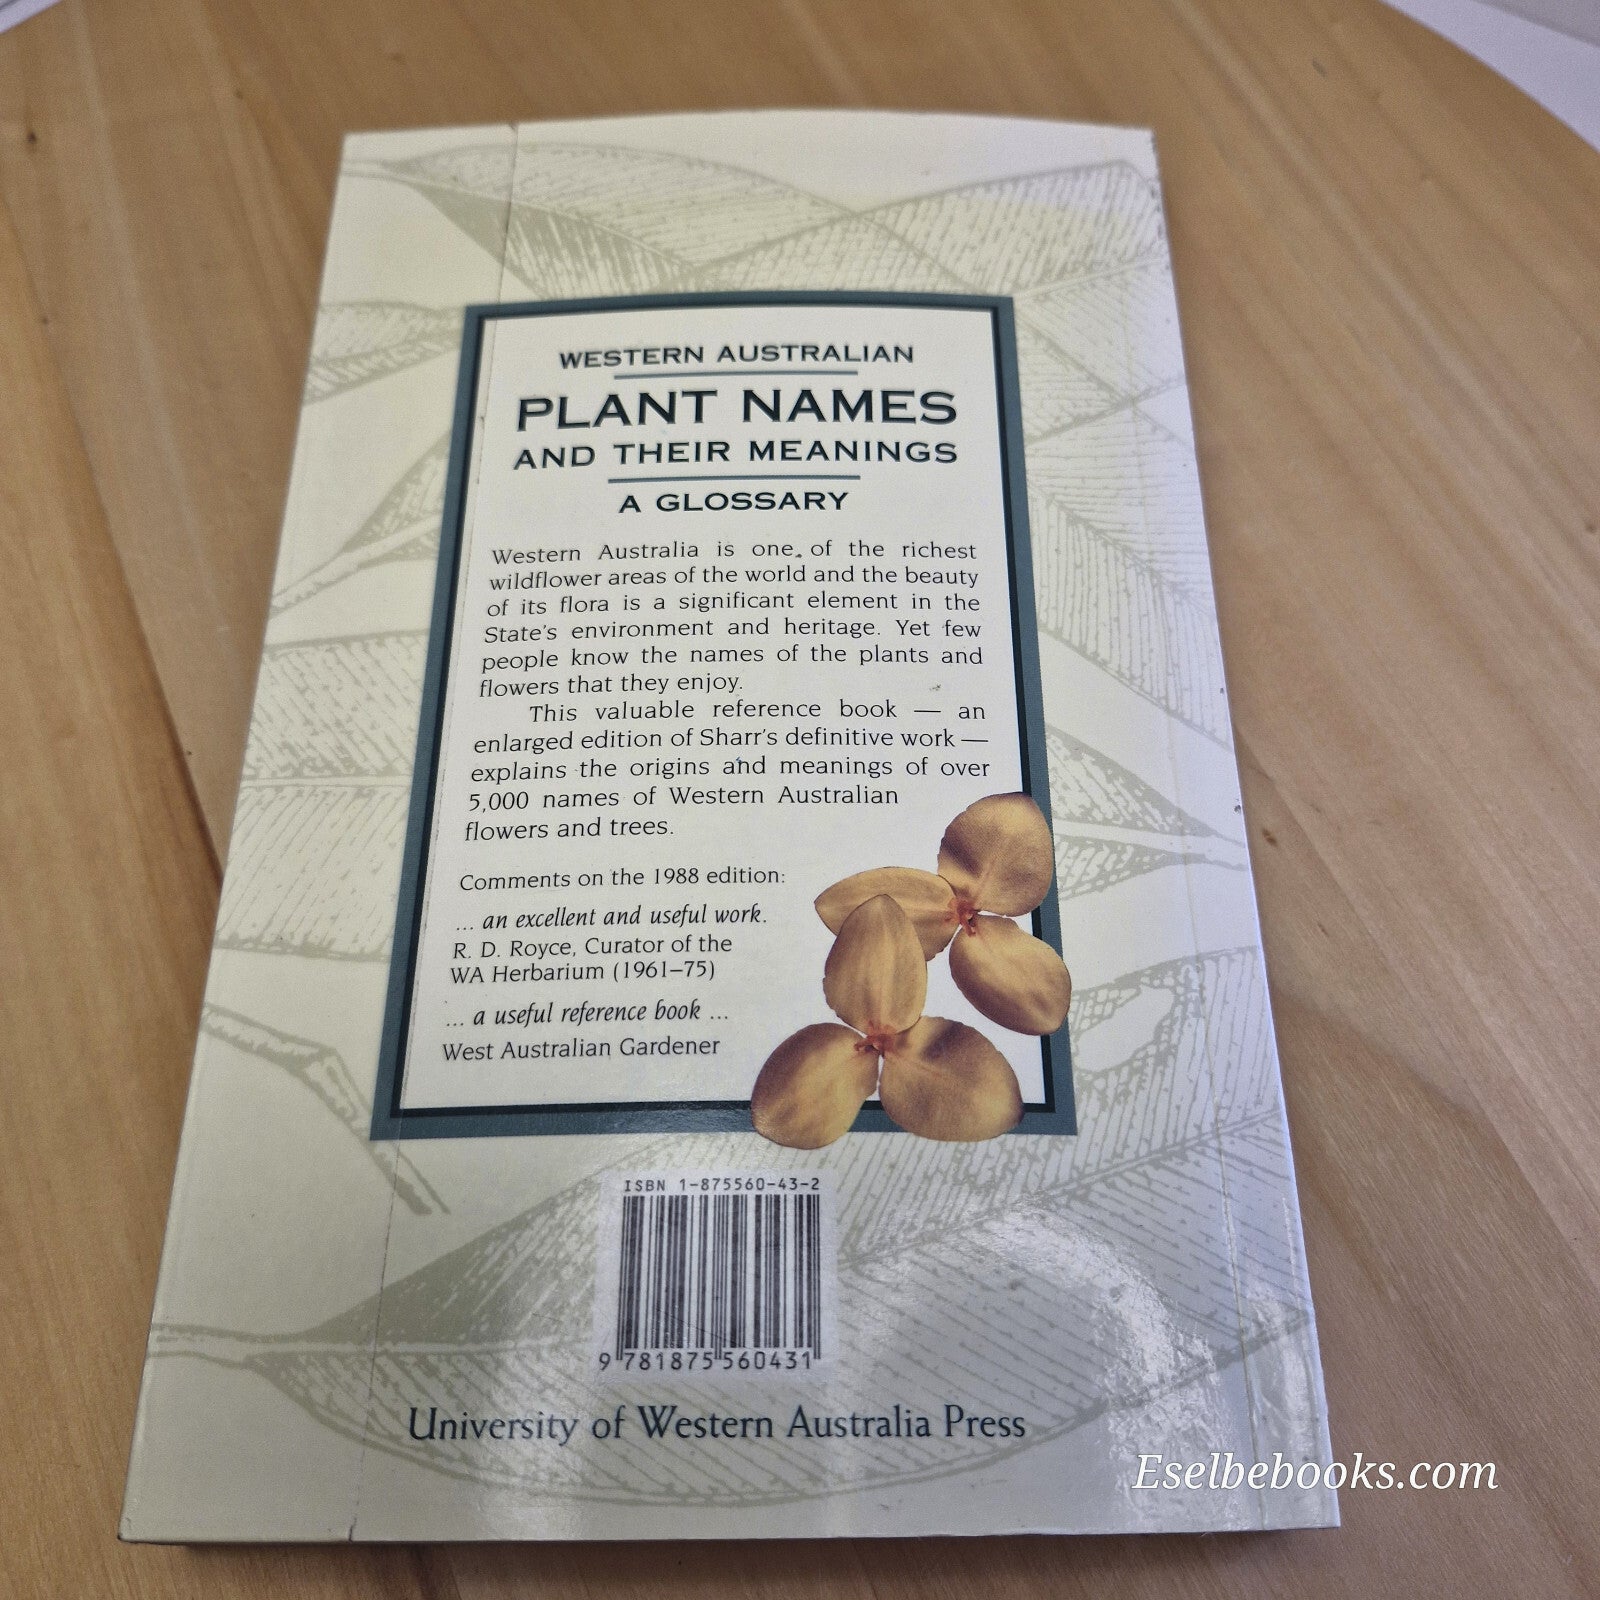 WESTERN AUSTRALIAN
PLANT NAMES
AND THEIR MEANINGS
A GLOSSARY
Western Australia is one of the richest
wildflower areas of the world and the beauty
of its flora is a significant element in the
State's environment and heritage. Yet few
people know the names of the plants and
flowers that they enjoy.
This valuable reference book — an
enlarged edition of Sharr's definitive work —
explains the origins and meanings of over
5,000 names of Western Australian
flowers and trees.
Comments on the 1988 edition:
... an excellent and useful work.
R. D. Royce, Curator of the
WA Herbarium (1961–75)
... a useful reference book ...
West Australian Gardener
ISBN 1-875560-43-2
9 781875 560431
University of Western Australia Press
Eselbebooks.com